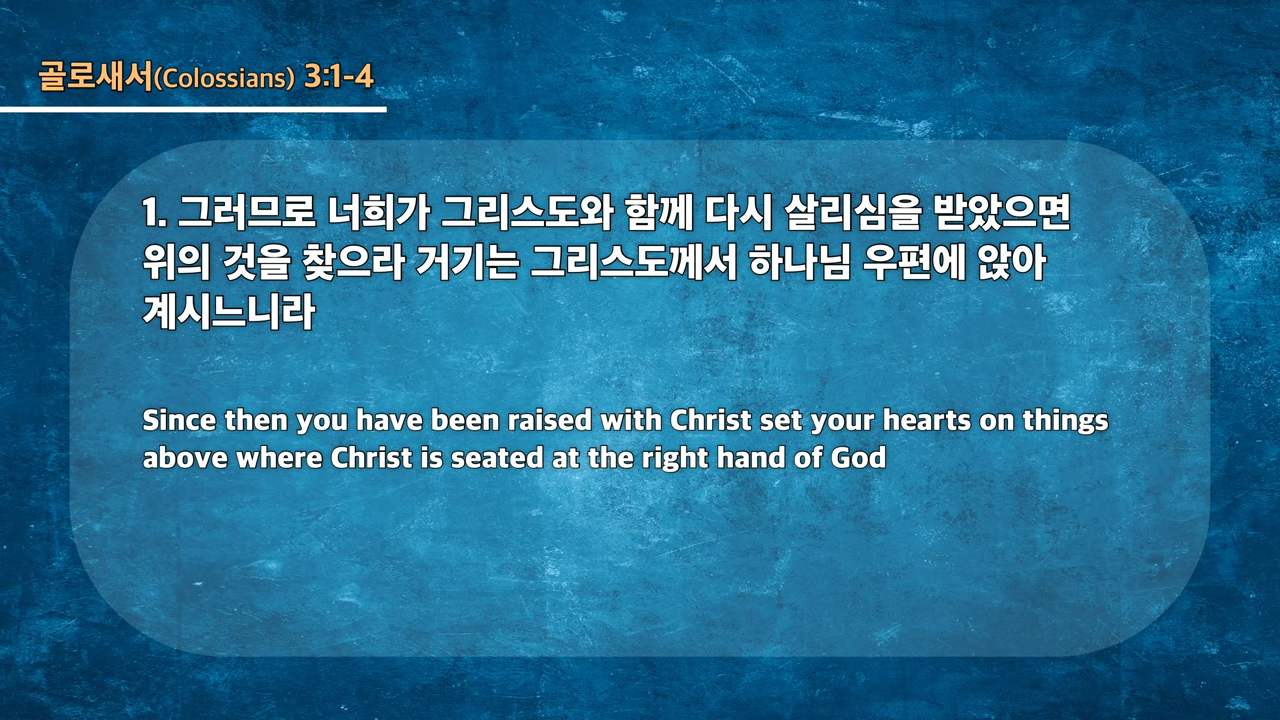 골로새서(Colossians) 3:1-4
1. 그러므로 너희가 그리스도와 함께 다시 살리심을 받았으면
위의 것을 찾으라 거기는 그리스도께서 하나님 우편에 앉아
계시느니라
Since then you have been raised with Christ set your hearts on things
above where Christ is seated at the right hand of God